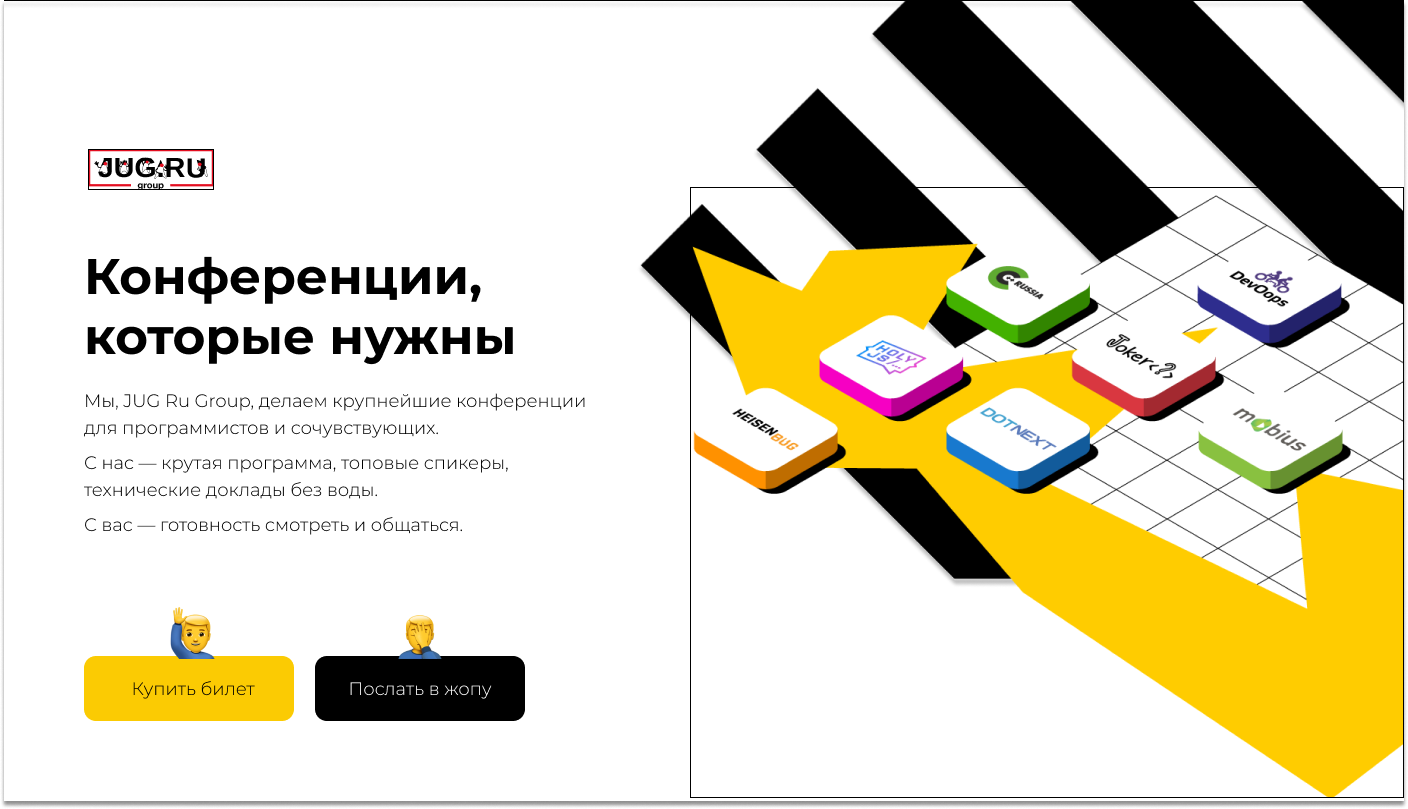 JUG.RU
group
Конференции,
которые нужны
Мы, JUG Ru Group, делаем крупнейшие конференции
для программистов и сочувствующих.
С нас — крутая программа, топовые спикеры,
технические доклады без воды.
С вас — готовность смотреть и общаться.
Купить билет
Послать в жопу
C++ RUSSIA
DevOops
HOLY
JS/..
Joker<?>
HEISENBUG
DOTNEXT
mobius